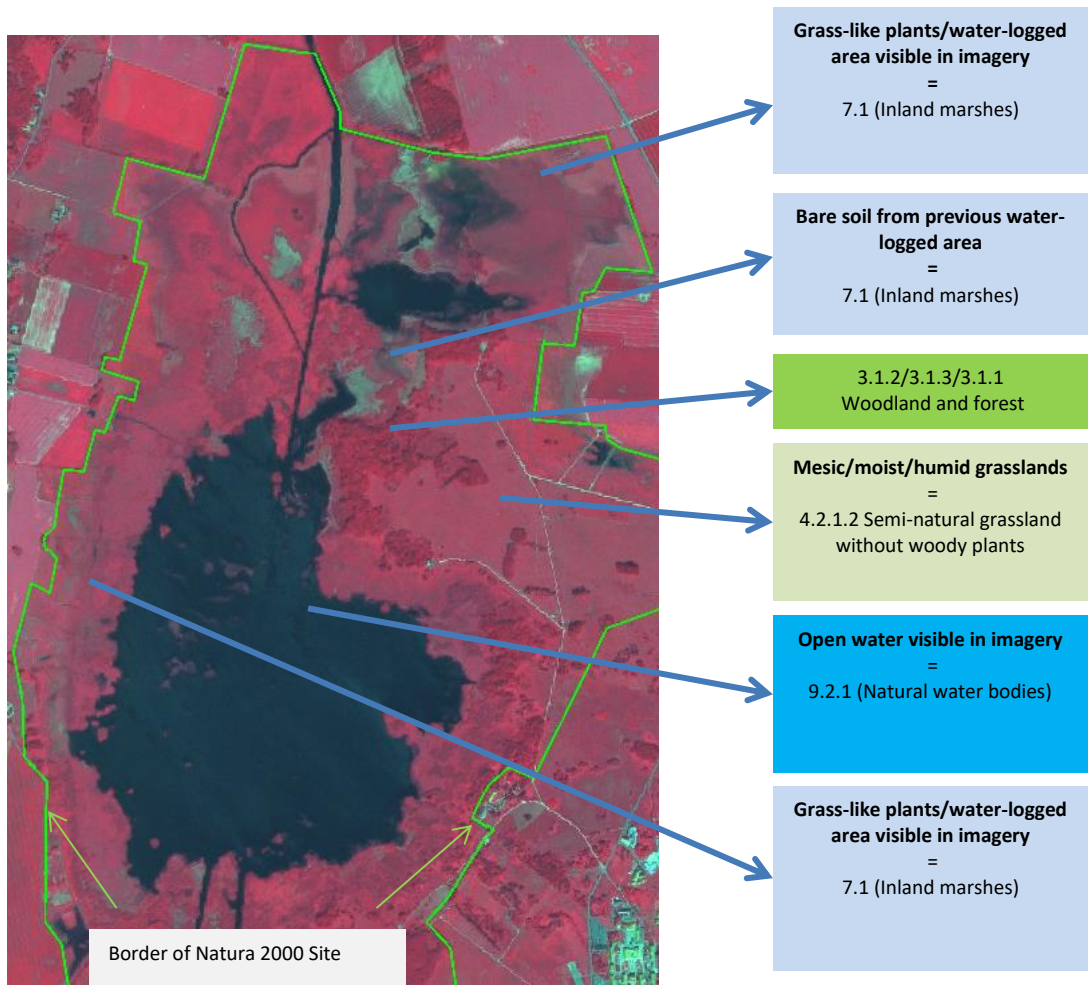 Grass-like plants/water-logged
area visible in imagery
=
7.1 (Inland marshes)
Bare soil from previous water-
logged area
=
7.1 (Inland marshes)
3.1.2/3.1.3/3.1.1
Woodland and forest
Mesic/moist/humid grasslands
=
4.2.1.2 Semi-natural grassland
without woody plants
Open water visible in imagery
=
9.2.1 (Natural water bodies)
Grass-like plants/water-logged
area visible in imagery
=
7.1 (Inland marshes)
Border of Natura 2000 Site